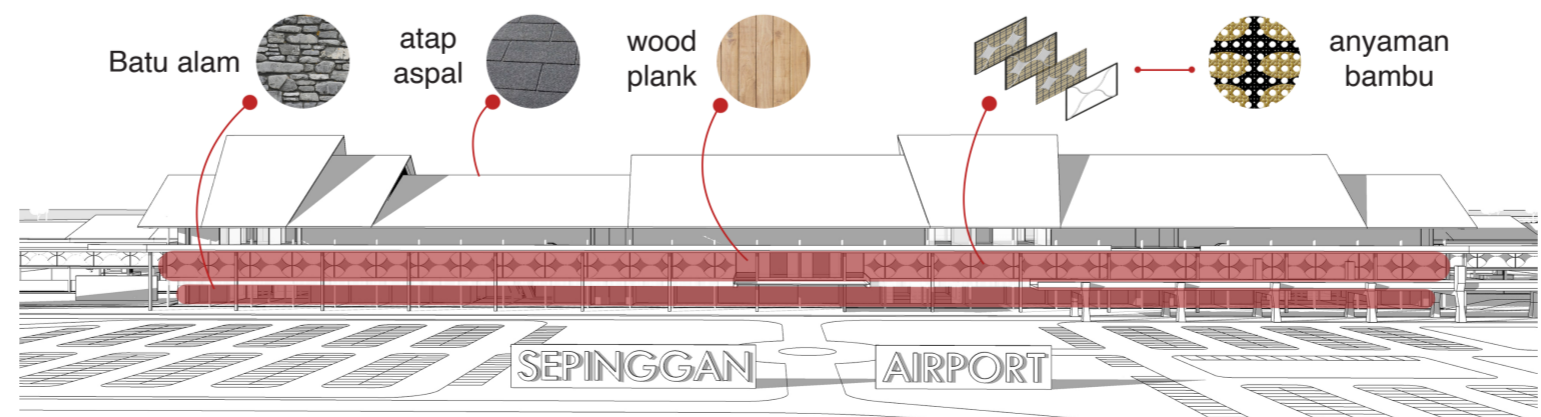 Batu alam
atap
aspal
wood
plank
anyaman
bambu
SEPINGGAN
AIRPORT